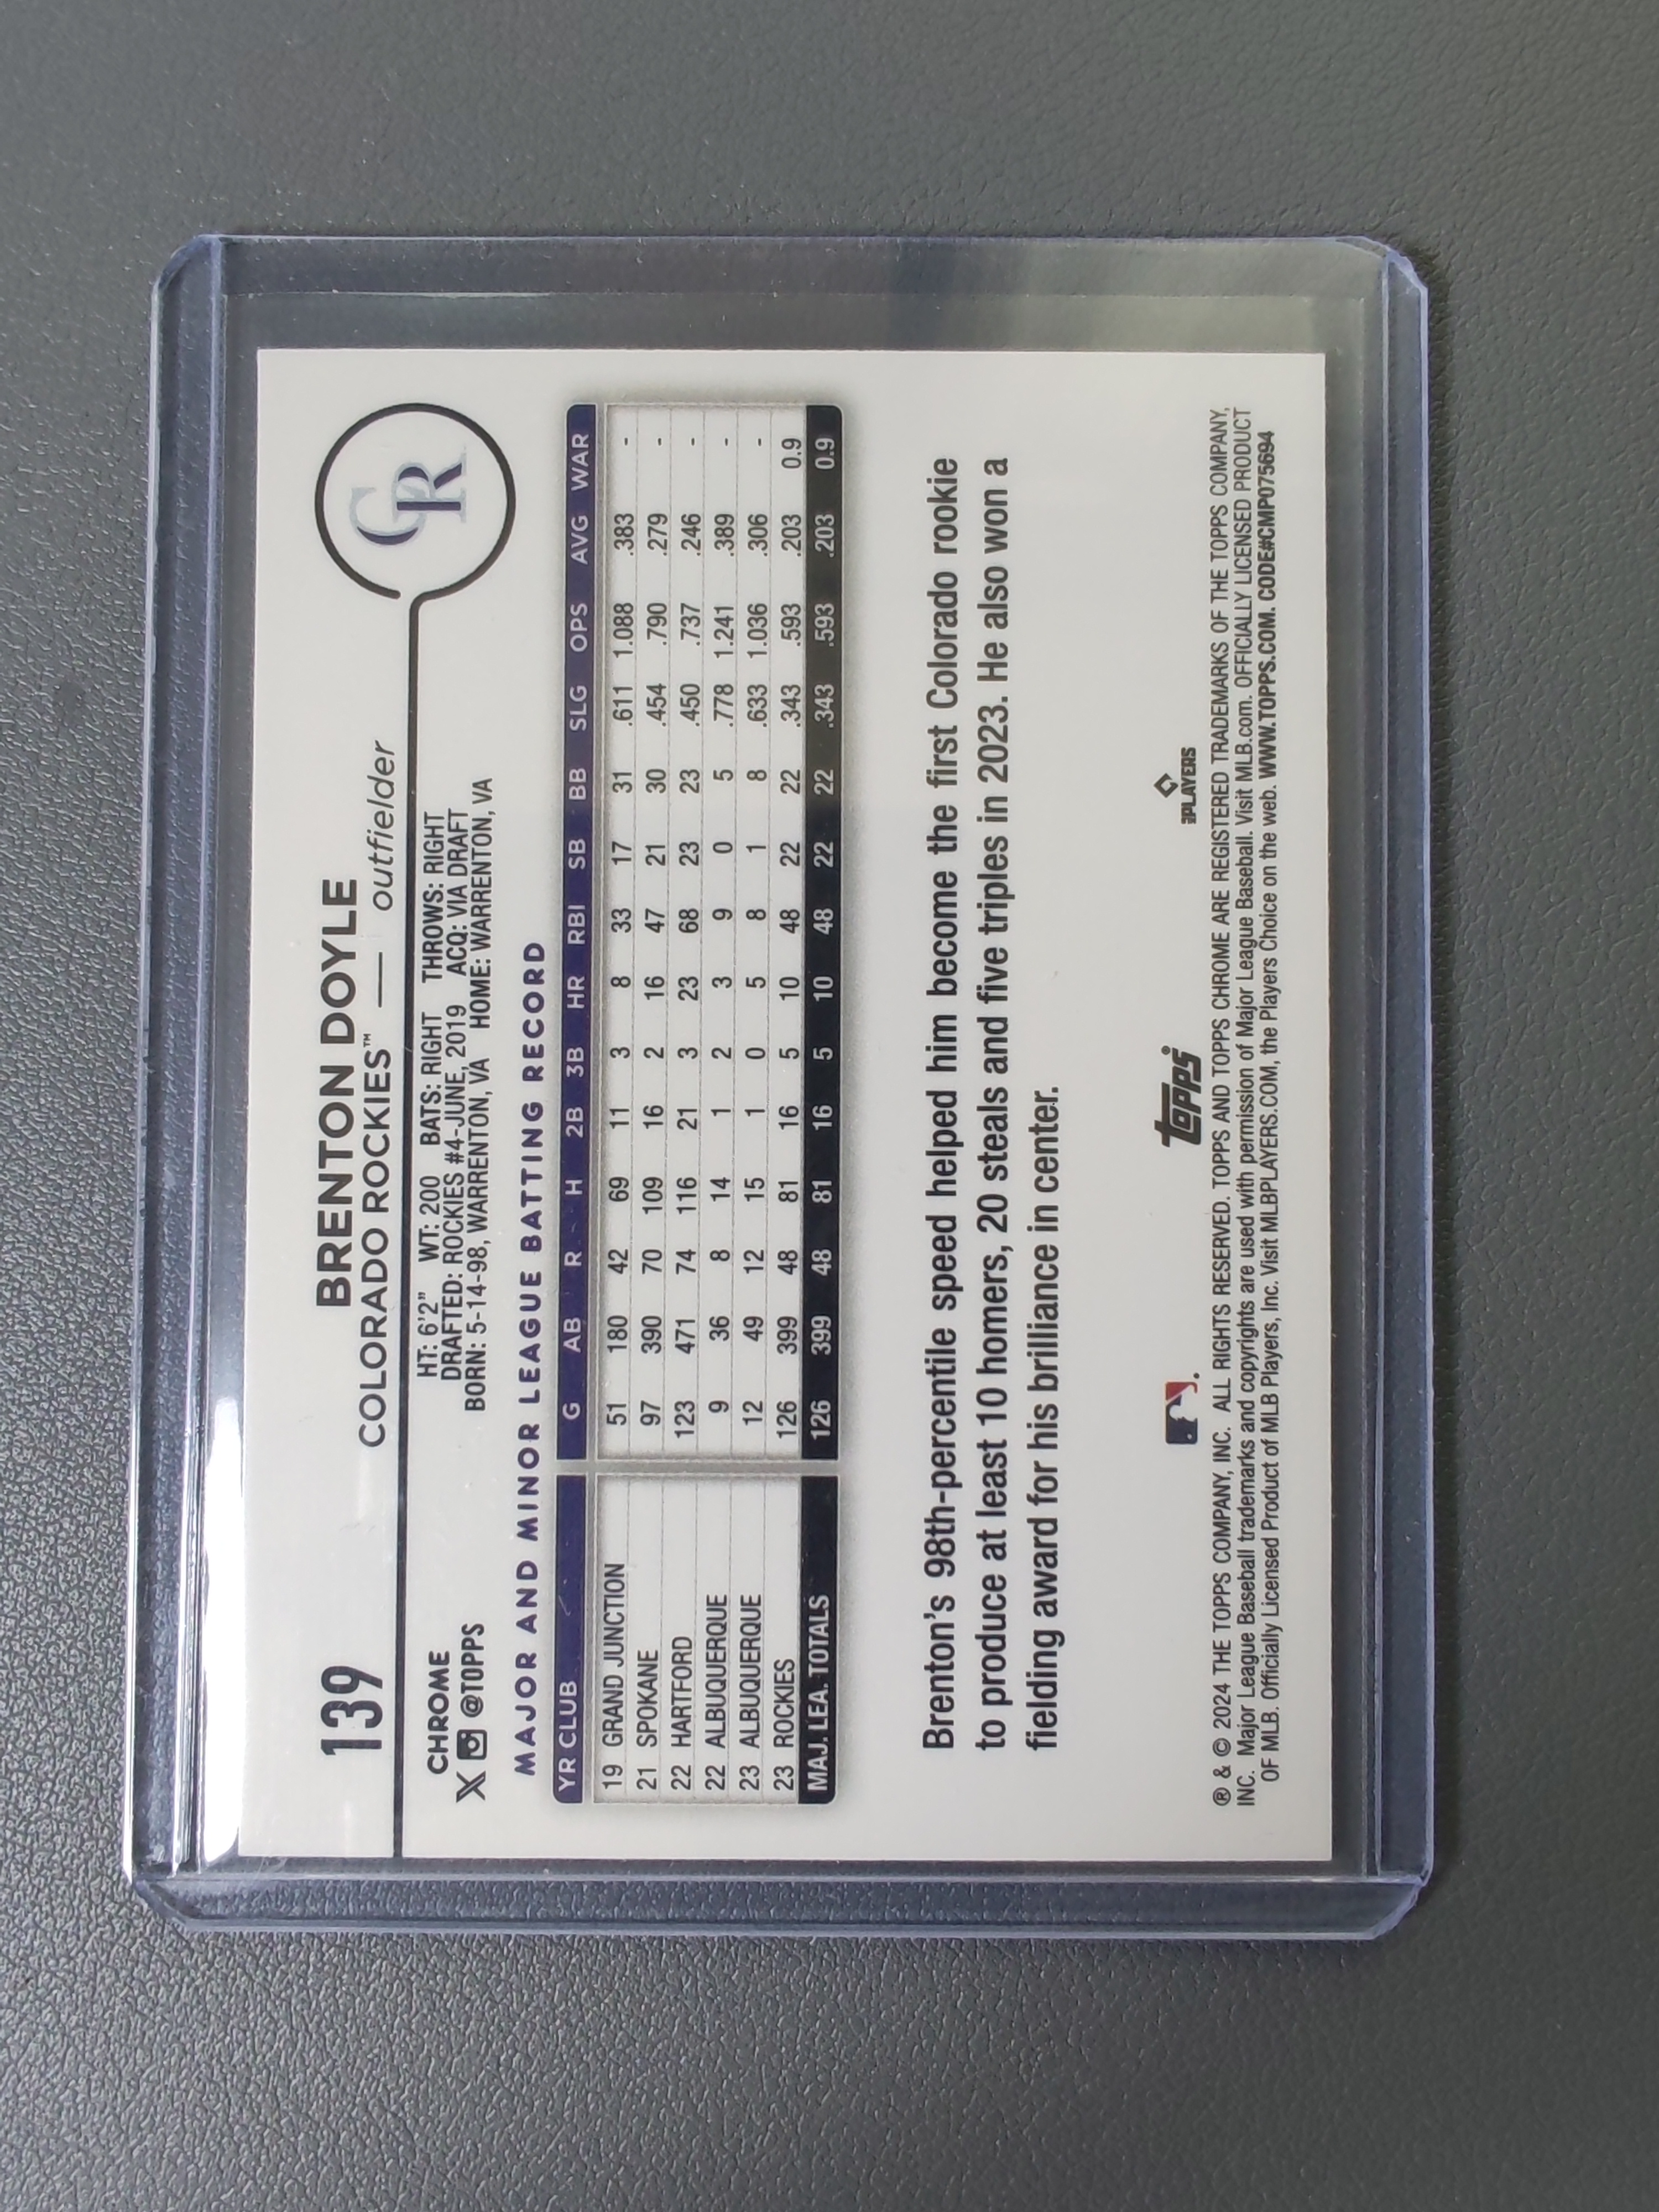 139
BRENTON DOYLE
COLORADO ROCKIES™ — outfielder
CR
CHROME
X @TOPPS
HT: 6'2" WT: 200 BATS: RIGHT THROWS: RIGHT
DRAFTED: ROCKIES #4-JUNE, 2019 ACQ: VIA DRAFT
BORN: 5-14-98, WARRENTON, VA HOME: WARRENTON, VA
MAJOR AND MINOR LEAGUE BATTING RECORD
YR CLUB G AB R H 2B 3B HR RBI SB BB SLG OPS AVG WAR
19 GRAND JUNCTION 51 180 42 69 11 3 8 33 17 31 .611 1.088 .383 -
21 SPOKANE 97 390 70 109 16 2 16 47 21 30 .454 .790 .279 -
22 HARTFORD 123 471 74 116 21 3 23 68 23 23 .450 .737 .246 -
22 ALBUQUERQUE 9 36 8 14 1 2 3 9 0 5 .778 1.241 .389 -
23 ALBUQUERQUE 12 49 12 15 1 0 5 8 1 8 .633 1.036 .306 -
23 ROCKIES 126 399 48 81 16 5 10 48 22 22 .343 .593 .203 0.9
MAJ. LEA. TOTALS 126 399 48 81 16 5 10 48 22 22 .343 .593 .203 0.9
Brenton's 98th-percentile speed helped him become the first Colorado rookie
to produce at least 10 homers, 20 steals and five triples in 2023. He also won a
fielding award for his brilliance in center.
topps
PLAYERS
® & © 2024 THE TOPPS COMPANY, INC. ALL RIGHTS RESERVED. TOPPS AND TOPPS CHROME ARE REGISTERED TRADEMARKS OF THE TOPPS COMPANY,
INC. Major League Baseball trademarks and copyrights are used with permission of Major League Baseball. Visit MLB.com. OFFICIALLY LICENSED PRODUCT
OF MLB. Officially Licensed Product of MLB Players, Inc. Visit MLBPLAYERS.COM, the Players Choice on the web. WWW.TOPPS.COM. CODE#CMP075694